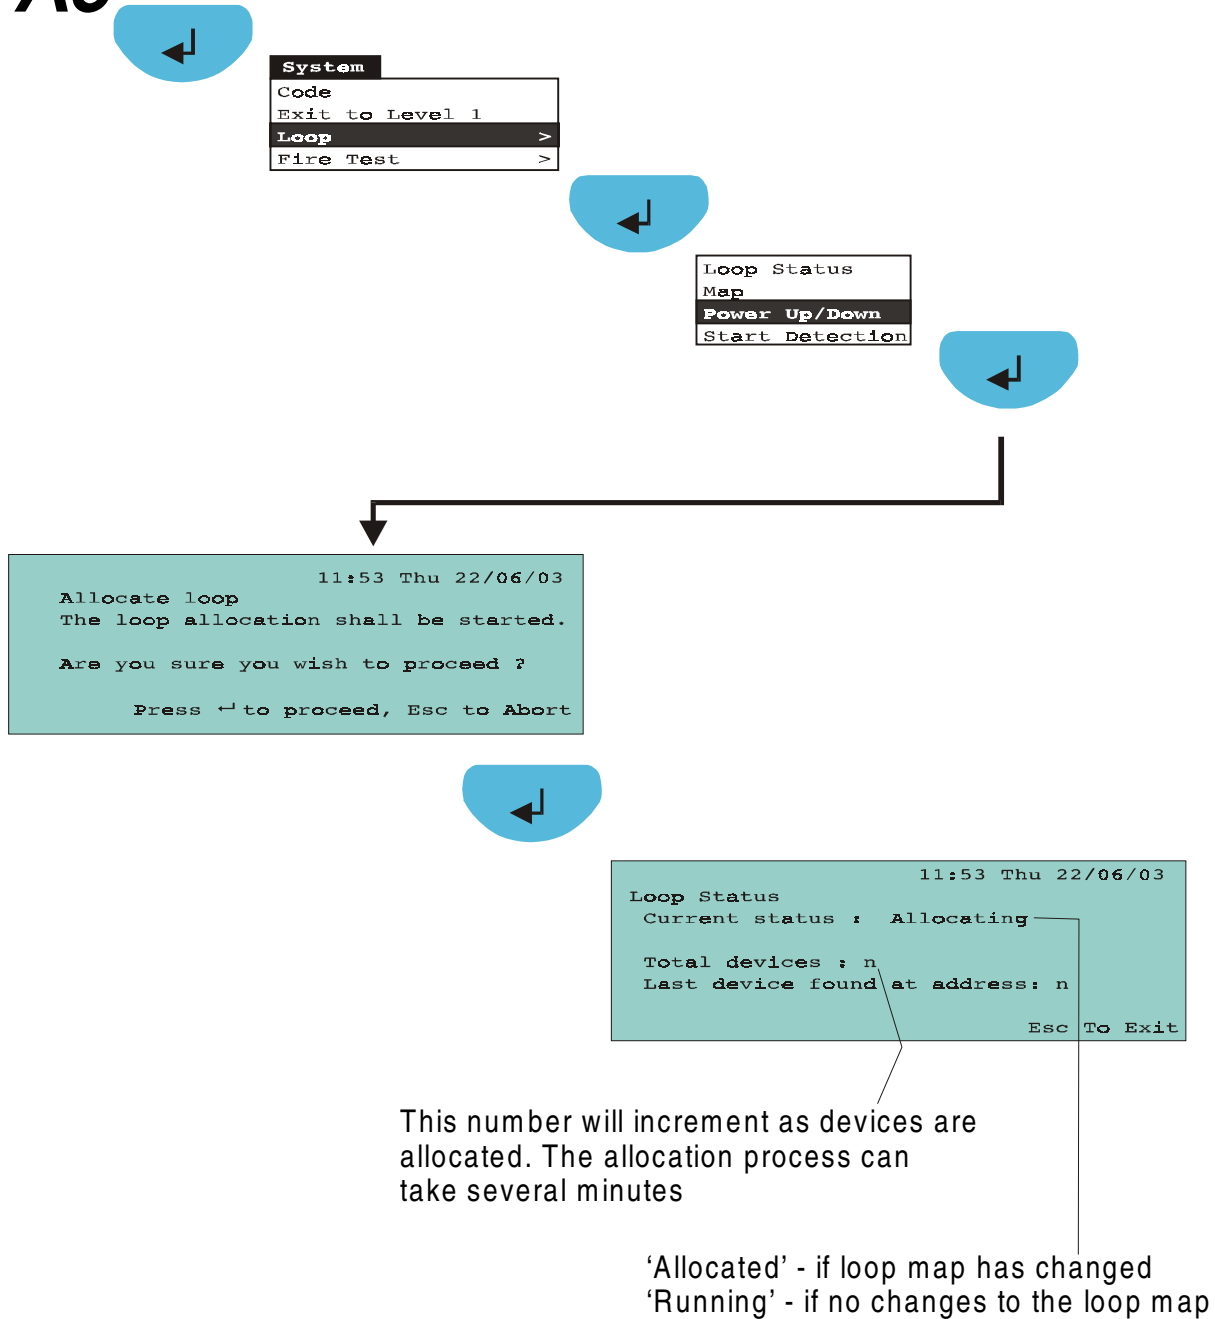 System
Code
Exit to Level 1
Loop >
Fire Test >
Loop Status
Map
Power Up/Down
Start Detection
11:53 Thu 22/06/03
Allocate loop
The loop allocation shall be started.
Are you sure you wish to proceed ?
Press ↵ to proceed, Esc to Abort
11:53 Thu 22/06/03
Loop Status
Current status : Allocating
Total devices : n
Last device found at address: n
Esc To Exit
This number will increment as devices are
allocated. The allocation process can
take several minutes
‘Allocated’ - if loop map has changed
‘Running’ - if no changes to the loop map